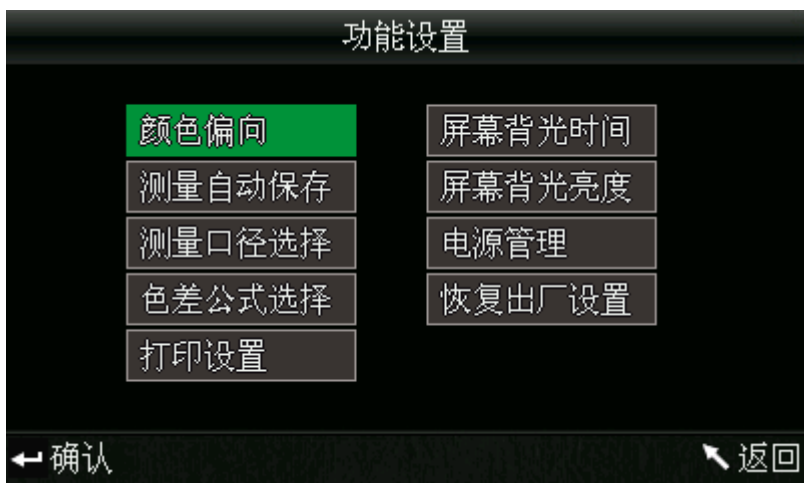 功能设置
颜色偏向
测量自动保存
测量口径选择
色差公式选择
打印设置
屏幕背光时间
屏幕背光亮度
电源管理
恢复出厂设置
确认
返回